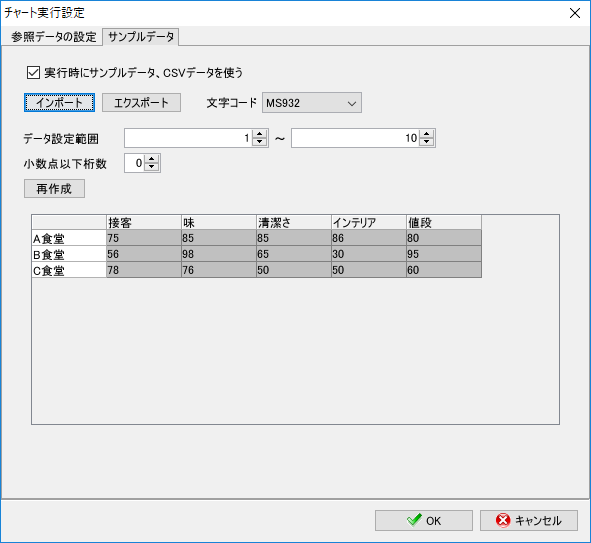 チャート実行設定
参照データの設定 サンプルデータ
実行時にサンプルデータ、CSVデータを使う
インポート エクスポート 文字コード MS932
データ設定範囲 1 ～ 10
小数点以下桁数 0
再作成
接客 味 清潔さ インテリア 値段
A食堂 75 85 85 86 80
B食堂 56 98 65 30 95
C食堂 78 76 50 50 60
OK キャンセル